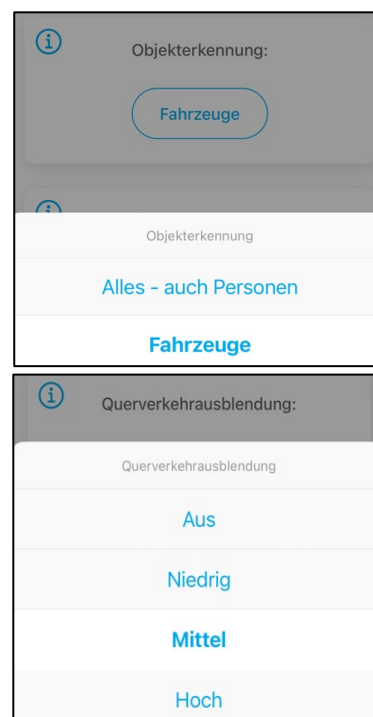 Objekterkennung:
Fahrzeuge
Objekterkennung
Alles - auch Personen
Fahrzeuge
Querverkehrausblendung:
Querverkehrausblendung
Aus
Niedrig
Mittel
Hoch